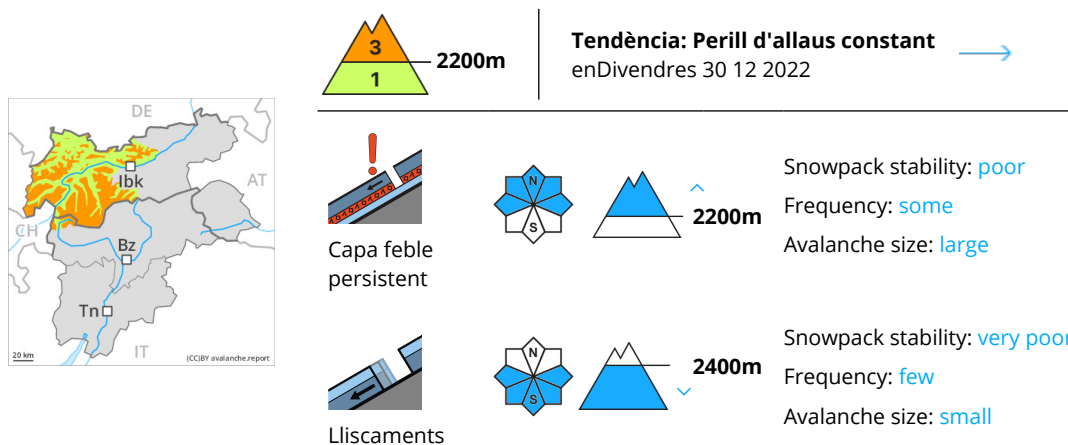 3
1
2200m
Tendència: Perill d'allaus constant
enDivendres 30 12 2022
DE
AT
CH
IT
Ibk
Bz
Tn
20 km
(CC)BY avalanche.report
Capa feble
persistent
N
S
2200m
Snowpack stability: poor
Frequency: some
Avalanche size: large
Lliscaments
N
S
2400m
Snowpack stability: very poor
Frequency: few
Avalanche size: small